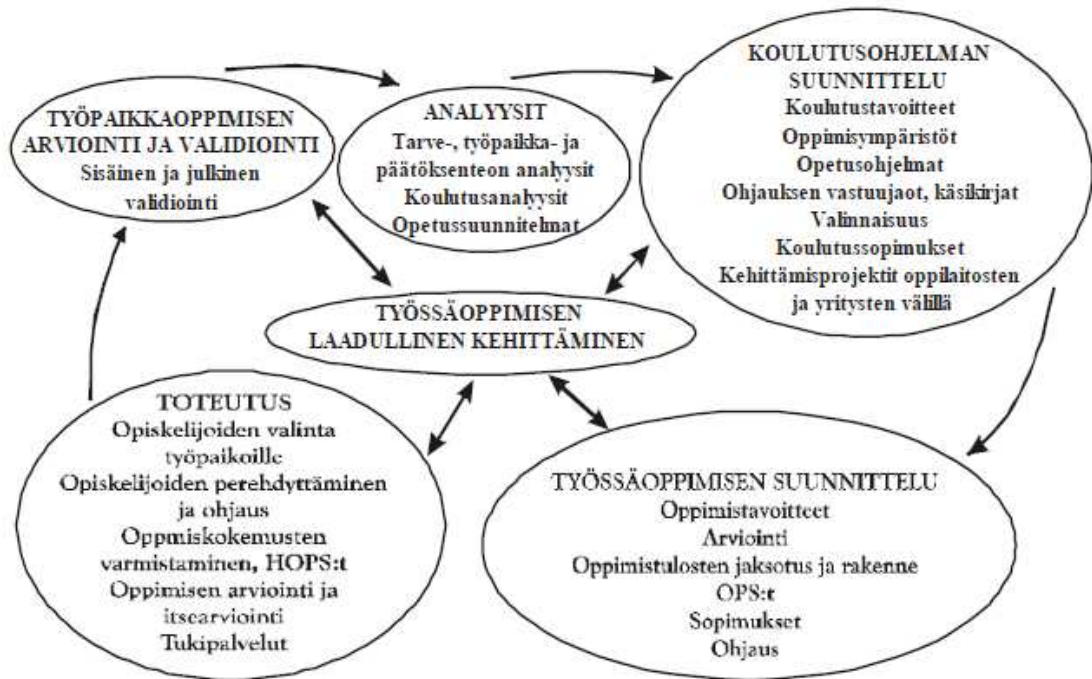 TYÖPAIKKAOPPIMISEN
ARVIOINTI JA VALIDIOINTI
Sisäinen ja julkinen
validiointi
ANALYYSIT
Tarve-, työpaikka- ja
päätöksenteon analyysit
Koulutusanalyysit
Opetussuunnitelmat
KOULUTUSOHJELMAN
SUUNNITTELU
Koulutustavoitteet
Oppimisympäristöt
Opetusohjelmat
Ohjauksen vastuujaot, käsikirjat
Valinnaisuus
Koulutussopimukset
Kehittämisprojektit oppilaitosten
ja yritysten välillä
TYÖSSÄOPPIMISEN
LAADULLINEN KEHITTÄMINEN
TOTEUTUS
Opiskelijoiden valinta
työpaikoille
Opiskelijoiden perehdyttäminen
ja ohjaus
Oppmiskokemusten
varmistaminen, HOPS:t
Oppimisen arviointi ja
itsearviointi
Tukipalvelut
TYÖSSÄOPPIMISEN SUUNNITTELU
Oppimistavoitteet
Arviointi
Oppimistulosten jaksotus ja rakenne
OPS:t
Sopimukset
Ohjaus